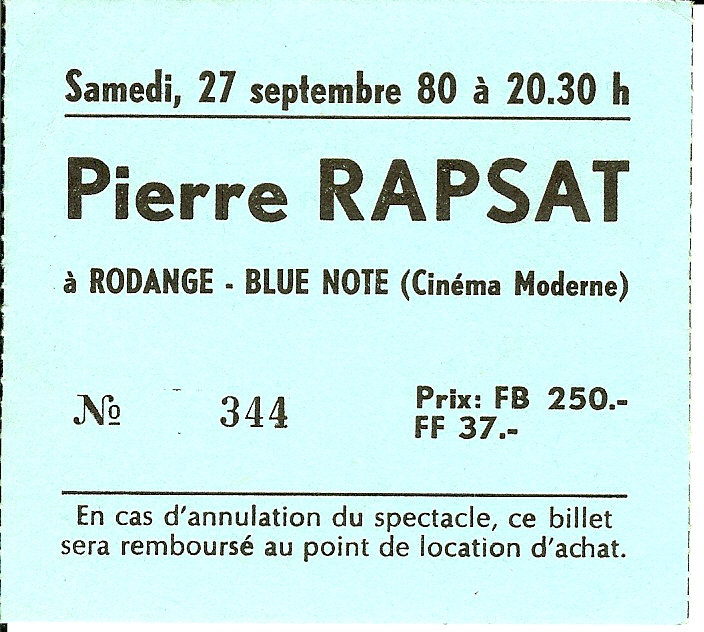 Samedi, 27 septembre 80 à 20.30 h
Pierre RAPSAT
à RODANGE - BLUE NOTE (Cinéma Moderne)
№ 344
Prix: FB 250.-
FF 37.-
En cas d'annulation du spectacle, ce billet
sera remboursé au point de location d'achat.